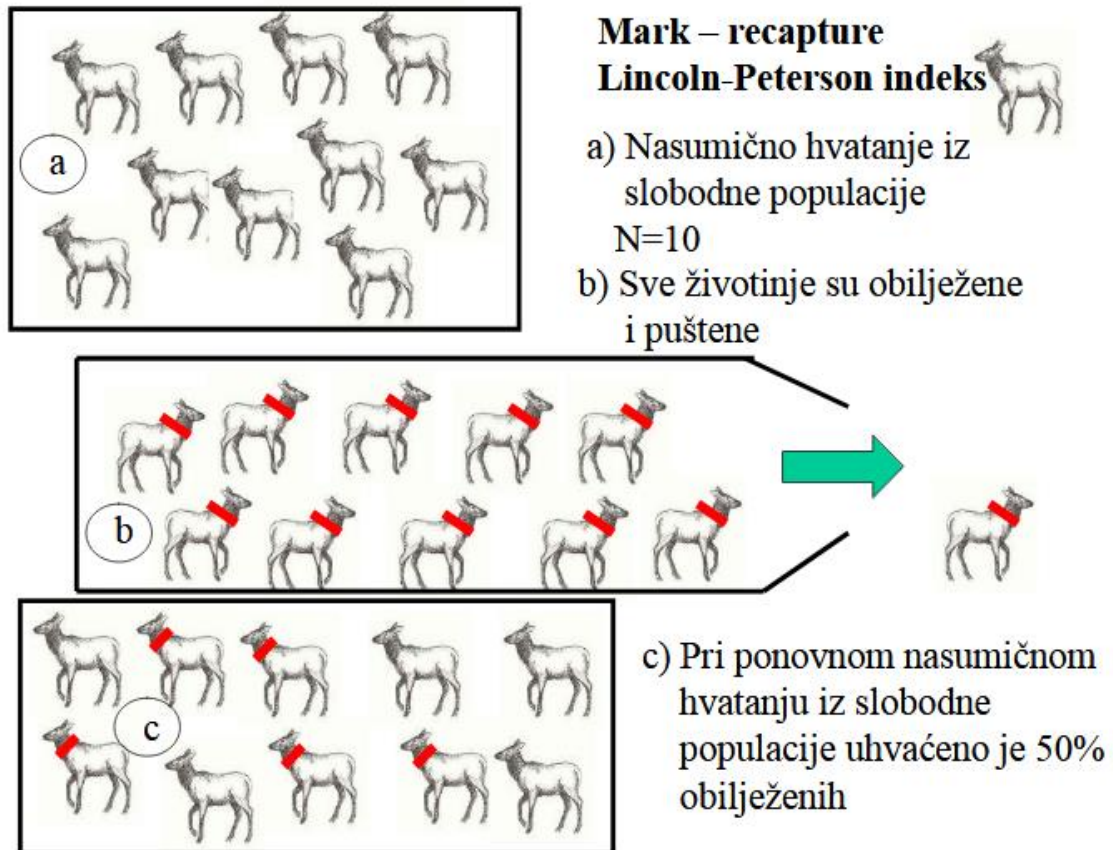 Mark – recapture
Lincoln-Peterson indeks
a) Nasumično hvatanje iz
slobodne populacije
N=10
b) Sve životinje su obilježene
i puštene
a
b
c
c) Pri ponovnom nasumičnom
hvatanju iz slobodne
populacije uhvaćeno je 50%
obilježenih